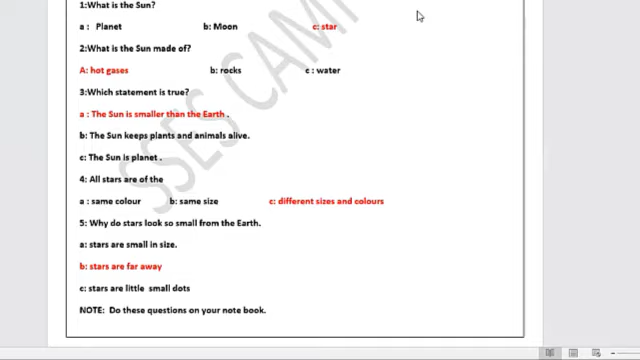 1:What is the Sun?
a : Planet b: Moon c: star
2:What is the Sun made of?
A: hot gases b: rocks c : water
3:Which statement is true?
a : The Sun is smaller than the Earth .
b: The Sun keeps plants and animals alive.
c: The Sun is planet .
4: All stars are of the
a : same colour b: same size c: different sizes and colours
5: Why do stars look so small from the Earth.
a: stars are small in size.
b: stars are far away
c: stars are little small dots
NOTE: Do these questions on your note book.
SSES CAM